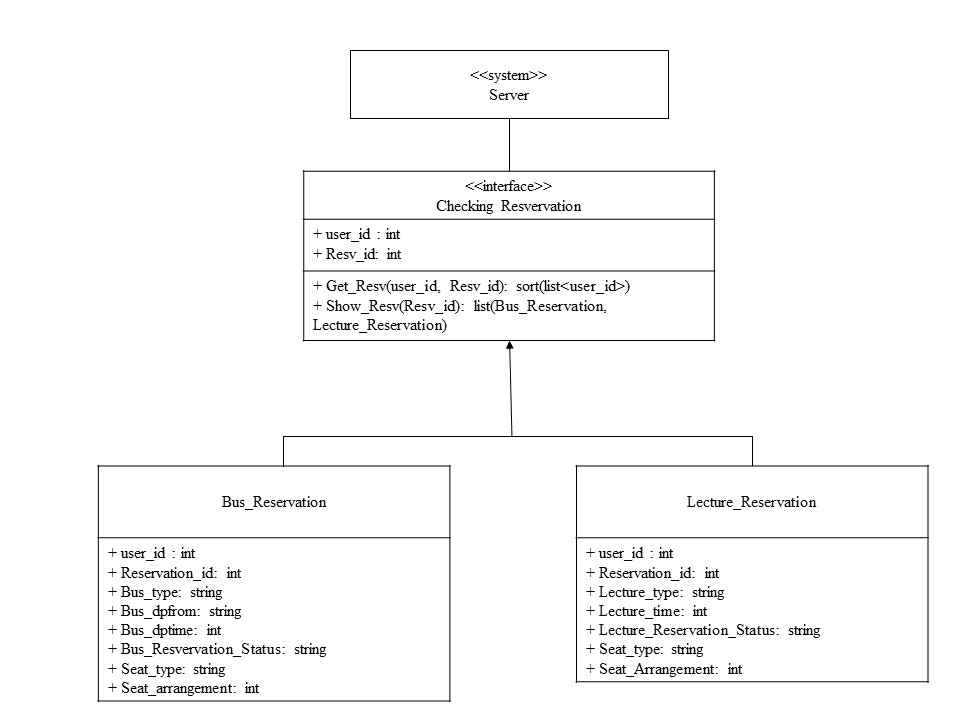 <<system>>
Server
<<interface>>
Checking Resvervation
+ user_id : int
+ Resv_id: int
+ Get_Resv(user_id, Resv_id): sort(list<user_id>)
+ Show_Resv(Resv_id): list(Bus_Reservation,
Lecture_Reservation)
Bus_Reservation
+ user_id : int
+ Reservation_id: int
+ Bus_type: string
+ Bus_dpfrom: string
+ Bus_dptime: int
+ Bus_Resvervation_Status: string
+ Seat_type: string
+ Seat_arrangement: int
Lecture_Reservation
+ user_id : int
+ Reservation_id: int
+ Lecture_type: string
+ Lecture_time: int
+ Lecture_Reservation_Status: string
+ Seat_type: string
+ Seat_Arrangement: int